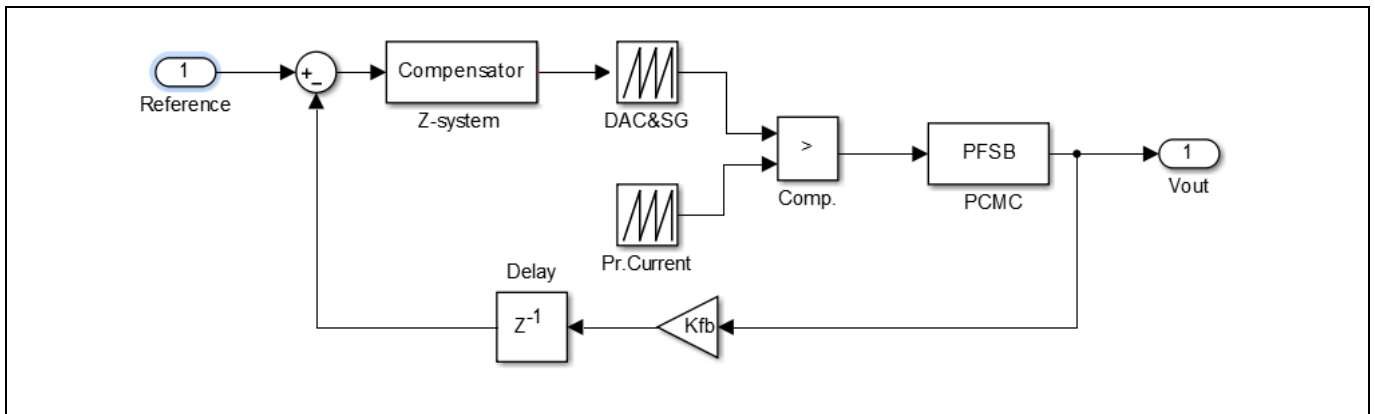 1
Reference
+
-
Compensator
Z-system
DAC&SG
>
Comp.
PFSB
PCMC
1
Vout
Pr.Current
Delay
Z-1
Kfb